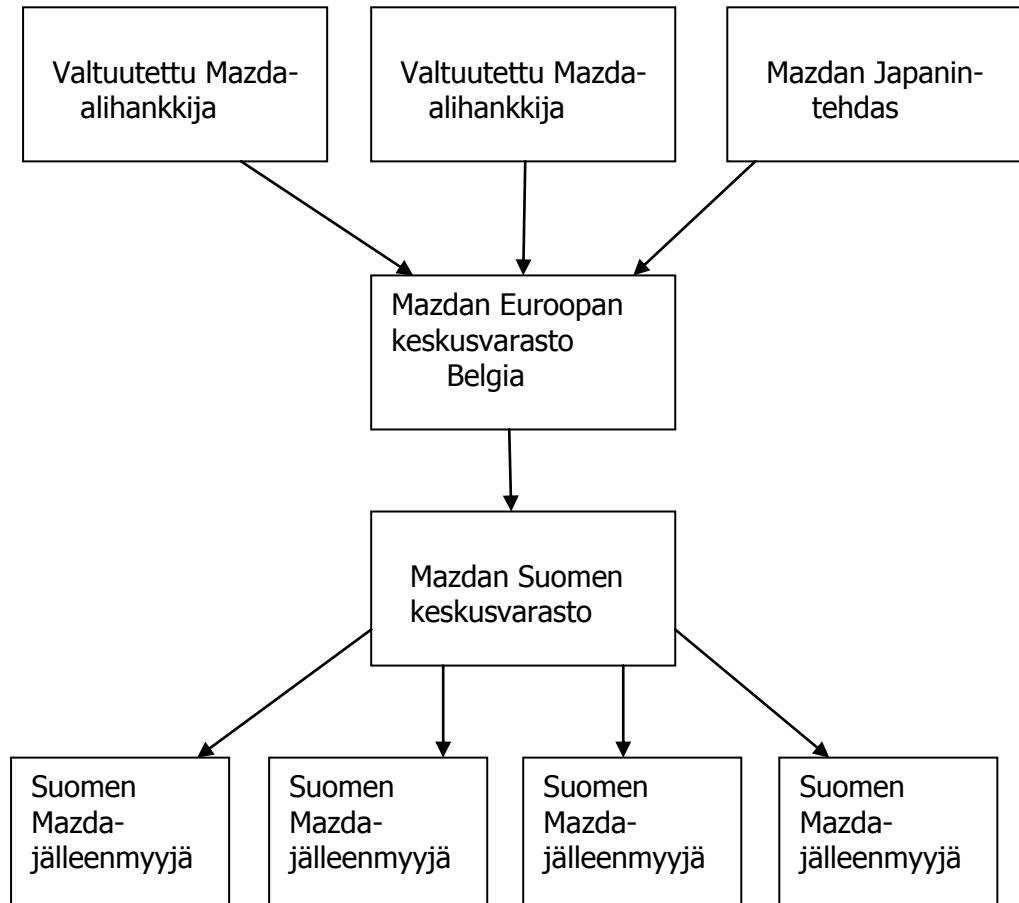 Valtuutettu Mazda-
alihankkija
Valtuutettu Mazda-
alihankkija
Mazdan Japanin-
tehdas
Mazdan Euroopan
keskusvarasto
Belgia
Mazdan Suomen
keskusvarasto
Suomen
Mazda-
jälleenmyyjä
Suomen
Mazda-
jälleenmyyjä
Suomen
Mazda-
jälleenmyyjä
Suomen
Mazda-
jälleenmyyjä